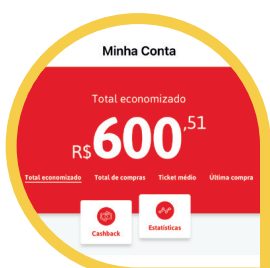 Minha Conta
Total economizado
R$600,51
Total economizado Total de compras Ticket médio Última compra
Cashback Estatísticas